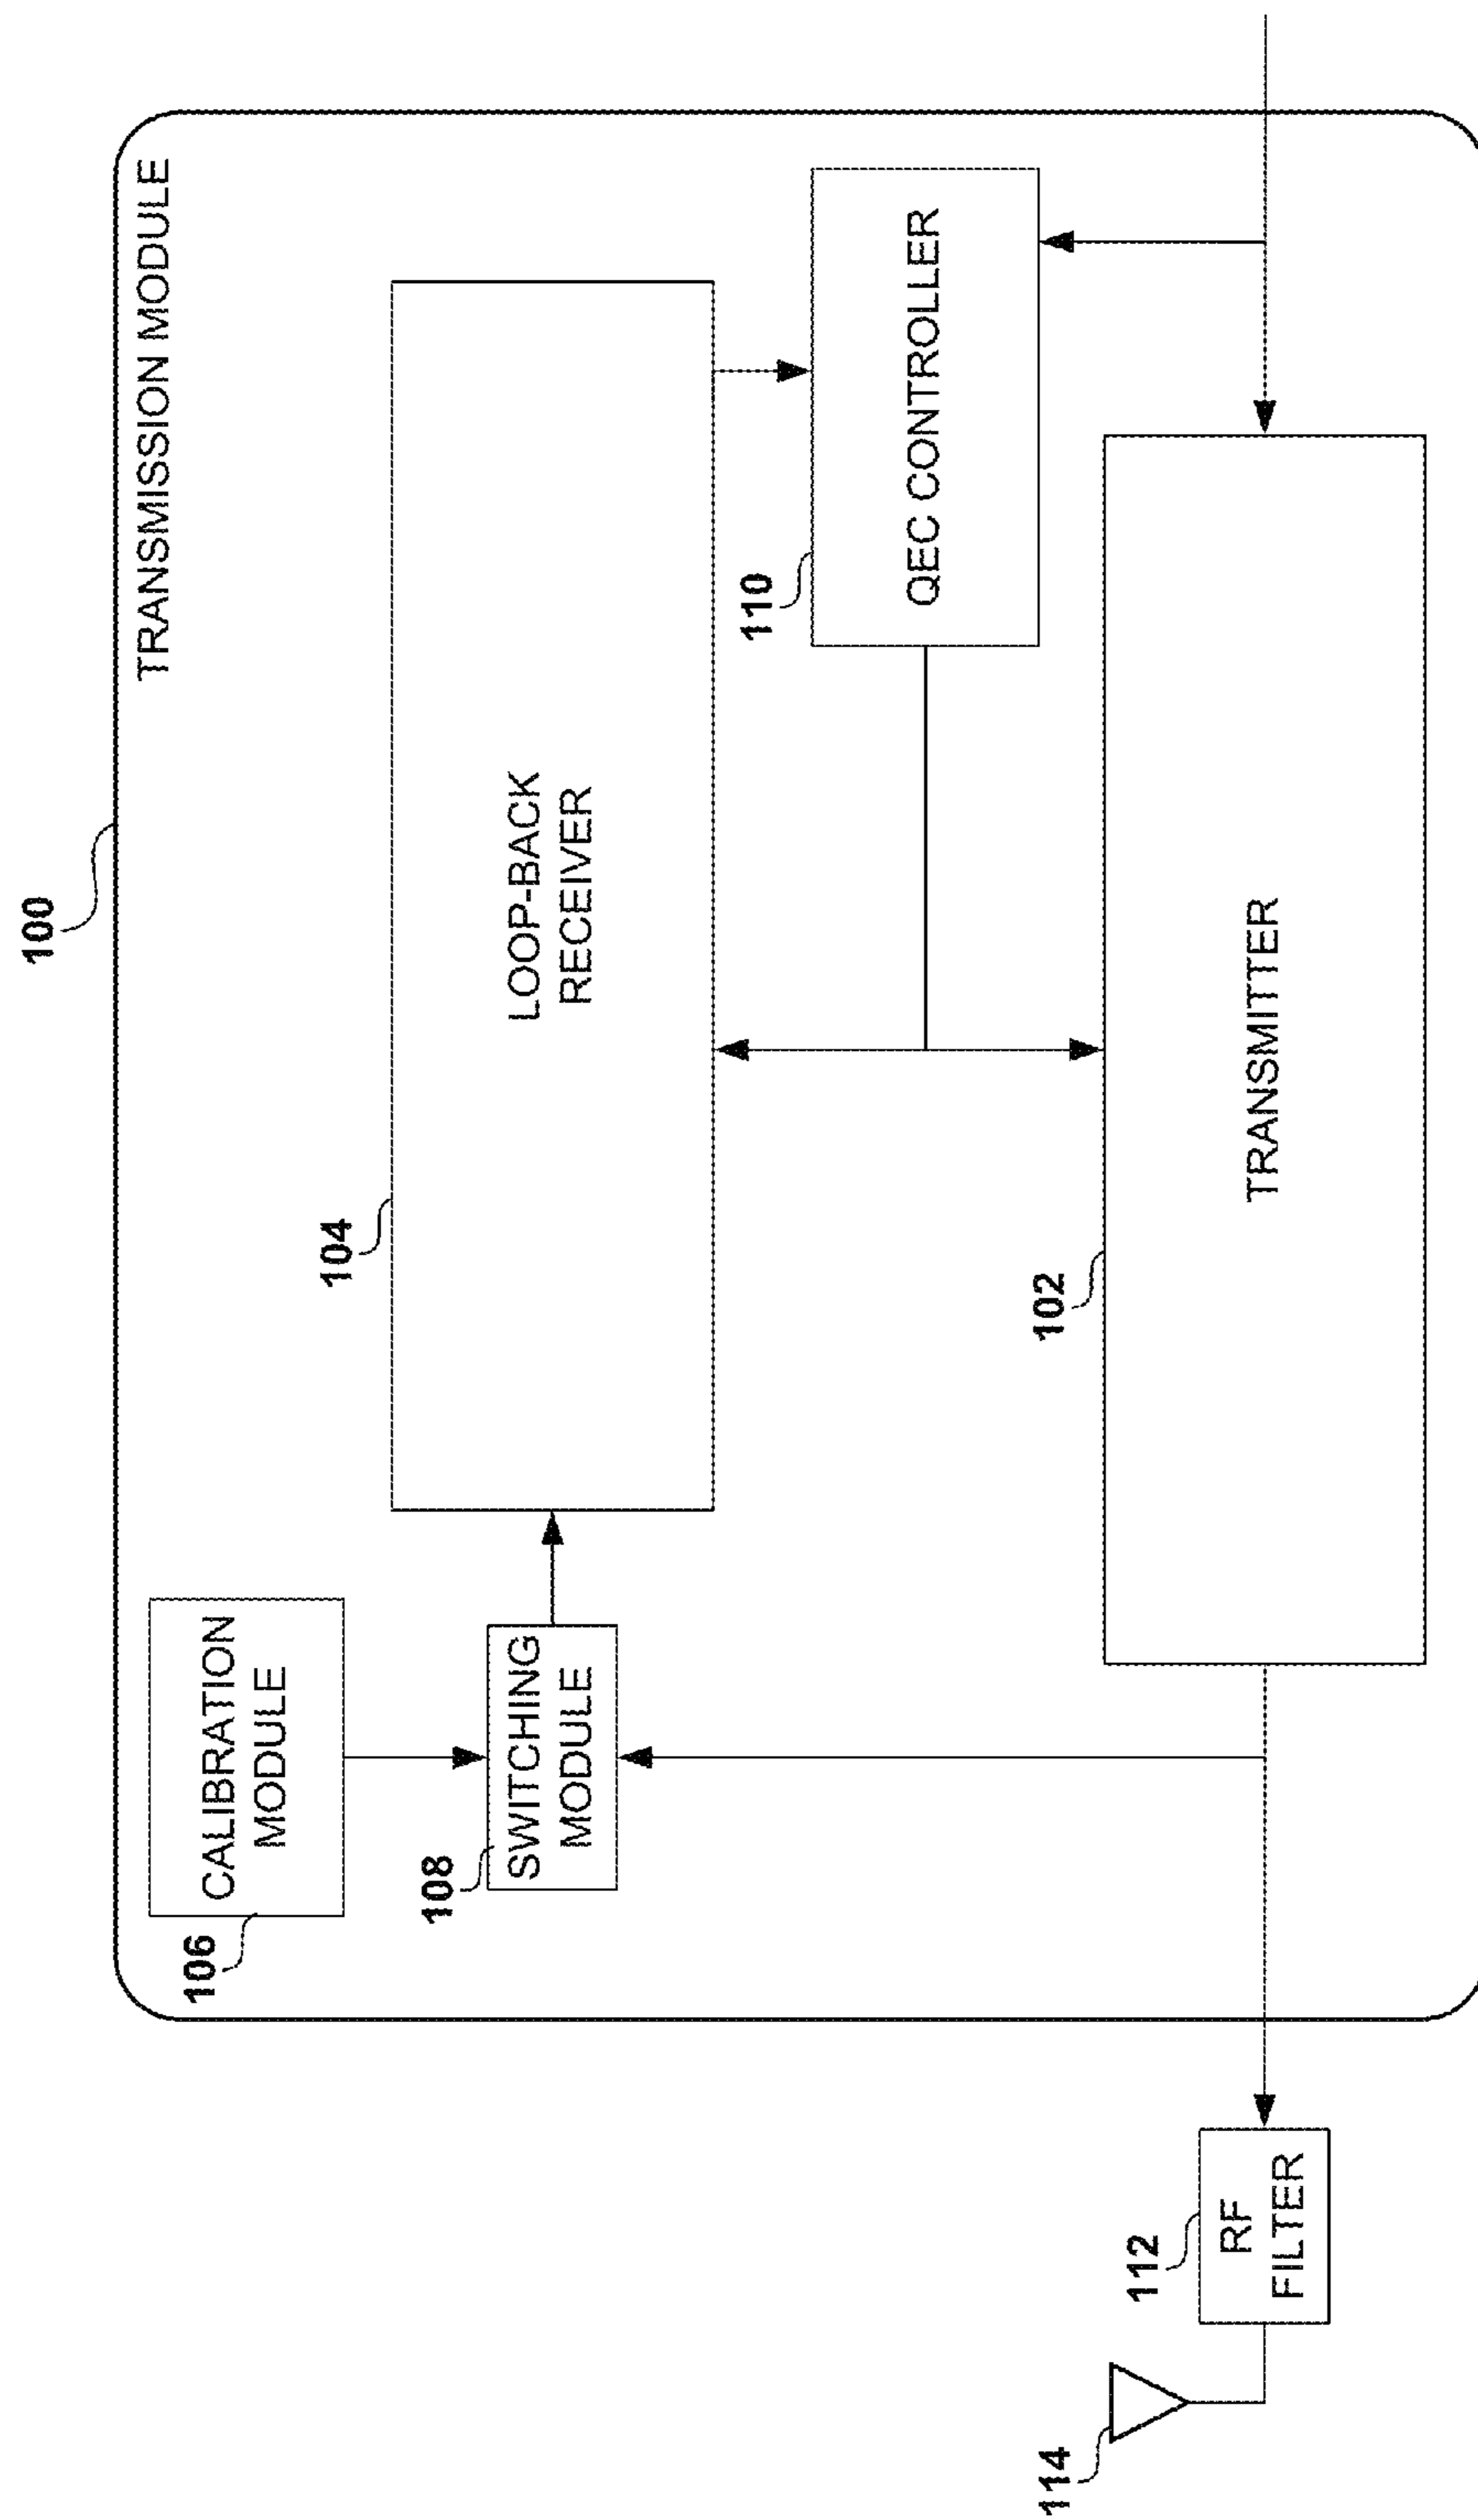 100
TRANSMISSION MODULE
106
CALIBRATION
MODULE
104
LOOP-BACK
RECEIVER
108
SWITCHING
MODULE
110
QEC CONTROLLER
102
TRANSMITTER
112
RF
FILTER
114